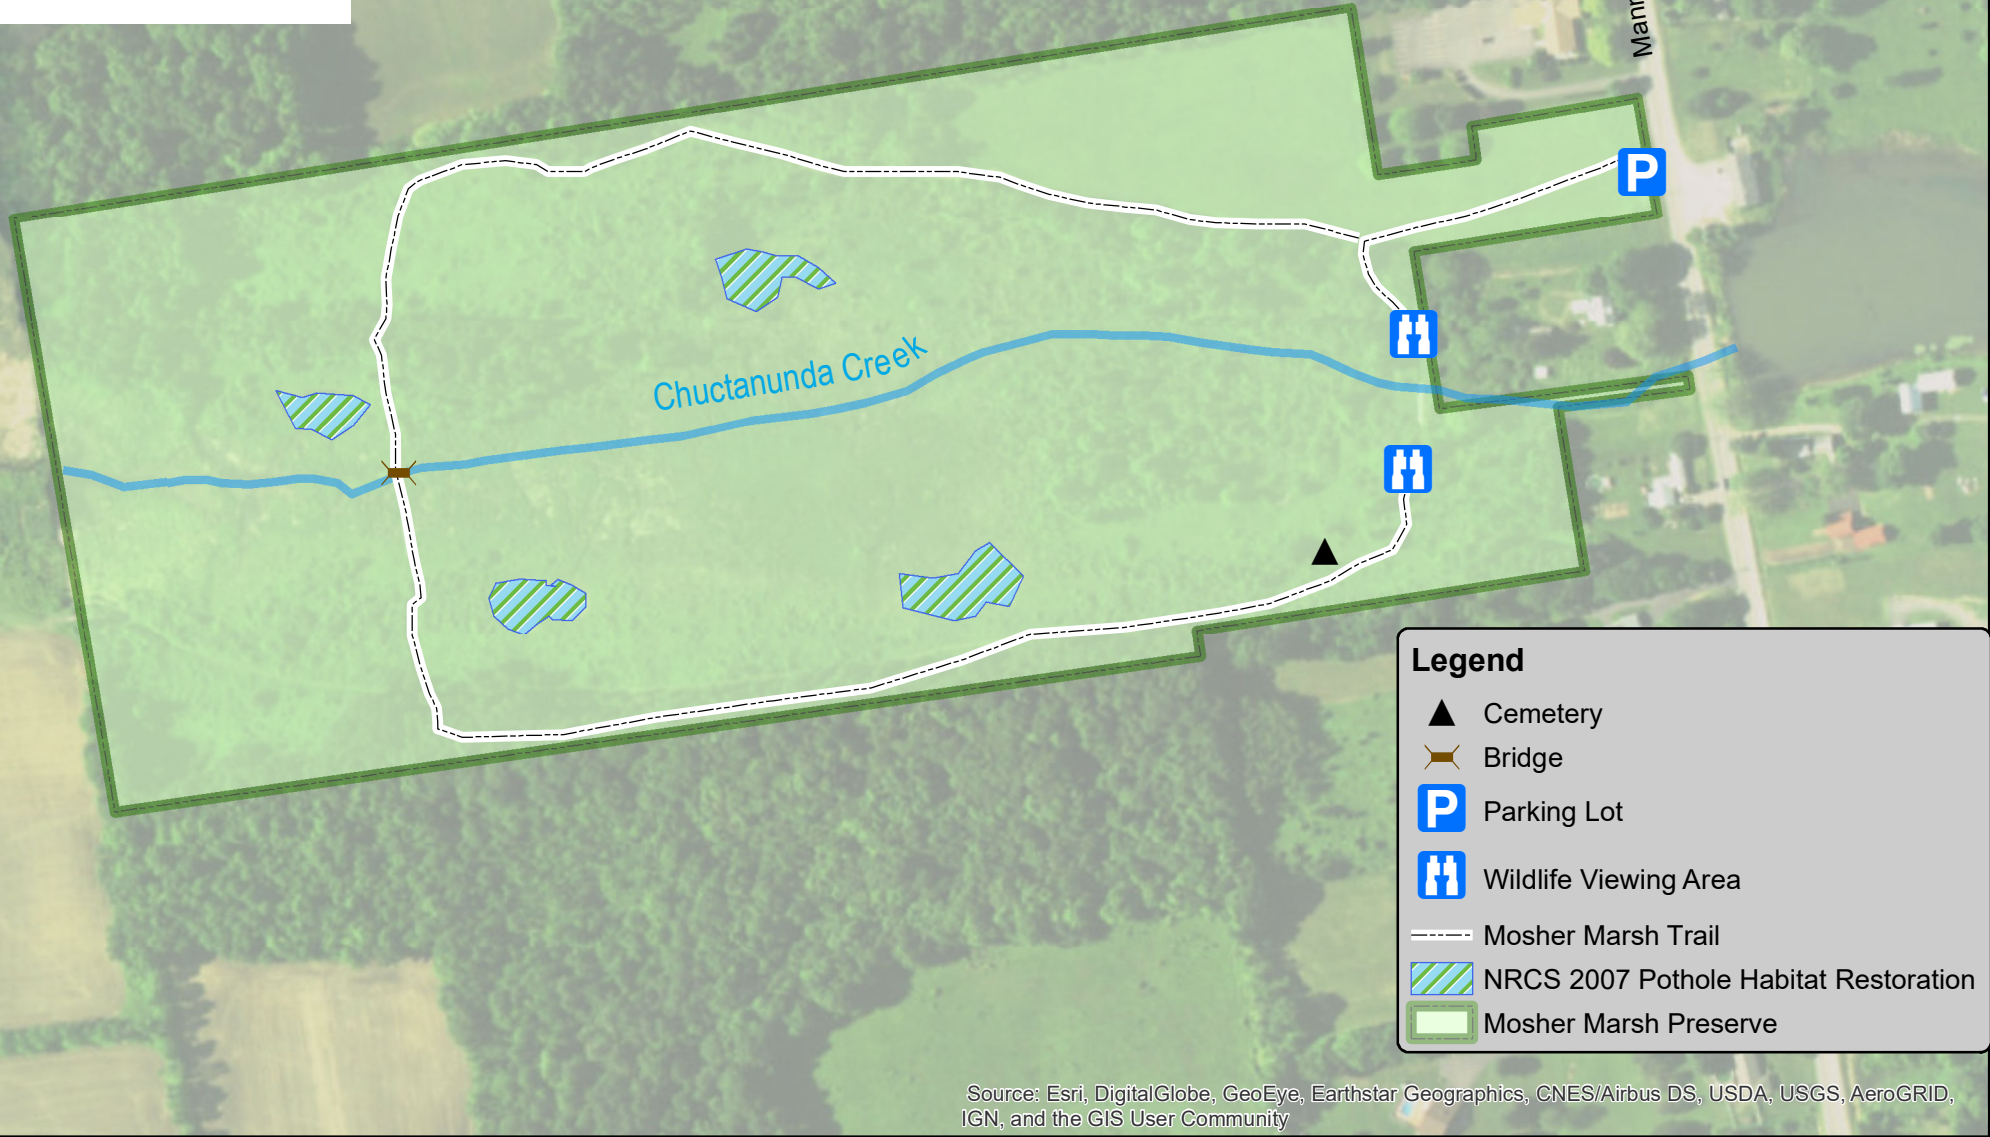 Mann
P
Chuctanunda Creek
Legend
Cemetery
Bridge
P Parking Lot
Wildlife Viewing Area
Mosher Marsh Trail
NRCS 2007 Pothole Habitat Restoration
Mosher Marsh Preserve
Source: Esri, DigitalGlobe, GeoEye, Earthstar Geographics, CNES/Airbus DS, USDA, USGS, AeroGRID,
IGN, and the GIS User Community